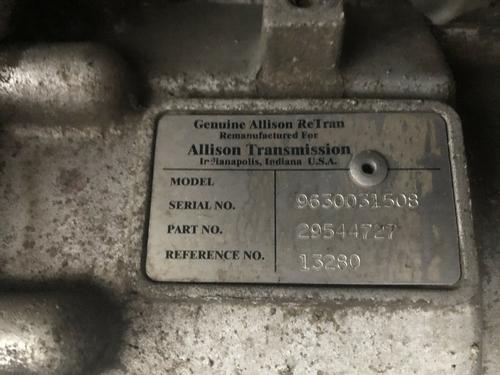 Genuine Allison ReTran
Remanufactured For
Allison Transmission
Indianapolis, Indiana U.S.A.
MODEL
SERIAL NO. 9630031508
PART NO. 29544727
REFERENCE NO. 13280